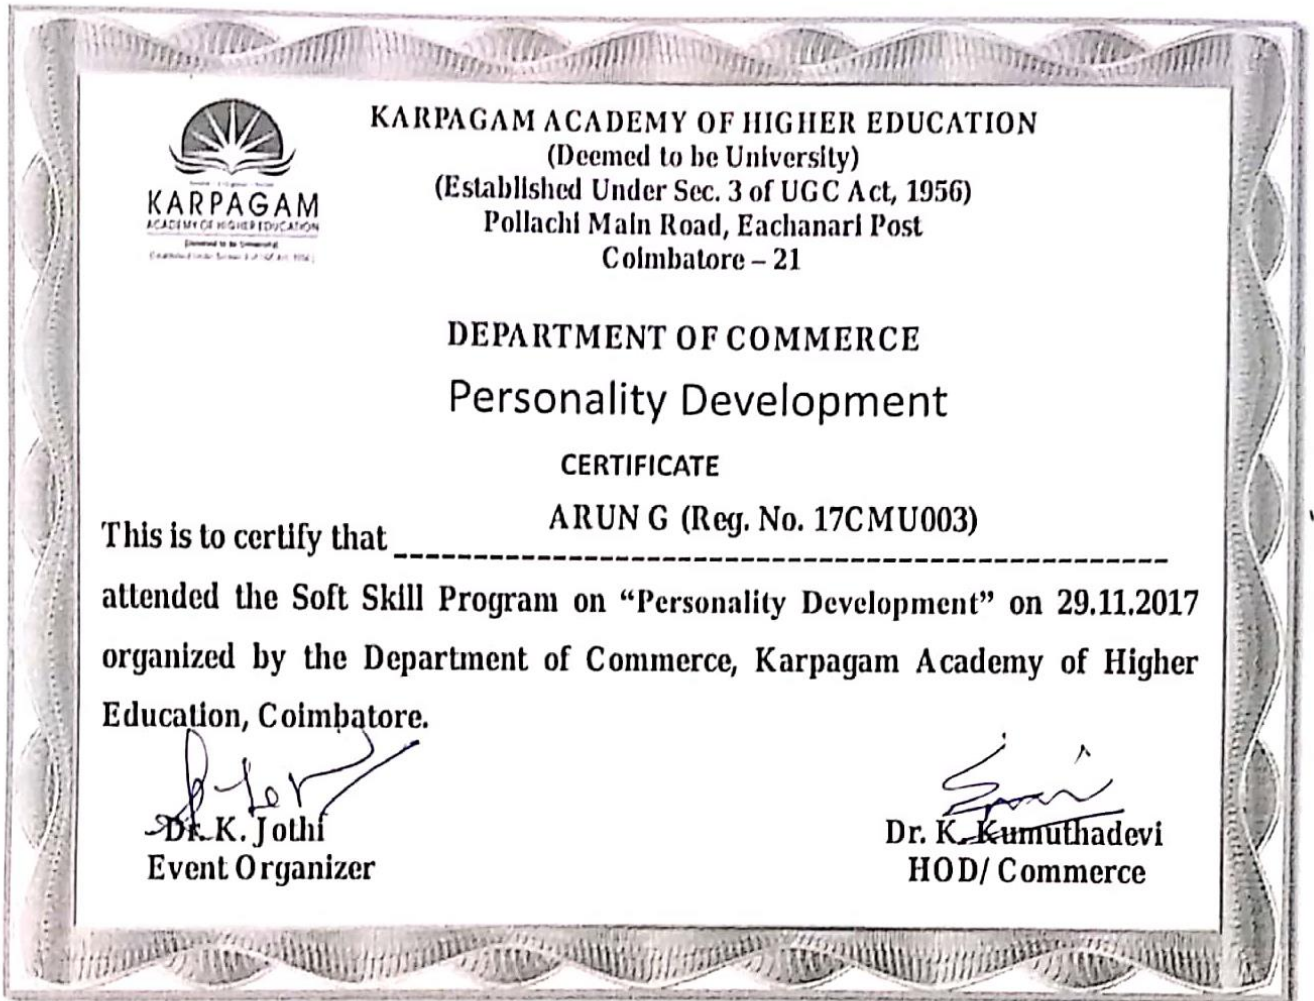 KARPAGAM ACADEMY OF HIGHER EDUCATION
(Deemed to be University)
(Established Under Sec. 3 of UGC Act, 1956)
Pollachi Main Road, Eachanari Post
Coimbatore – 21
KARPAGAM
ACADEMY OF HIGHER EDUCATION
(Deemed to be University)
DEPARTMENT OF COMMERCE
Personality Development
CERTIFICATE
ARUN G (Reg. No. 17CMU003)
This is to certify that
attended the Soft Skill Program on “Personality Development” on 29.11.2017
organized by the Department of Commerce, Karpagam Academy of Higher
Education, Coimbatore.
Dr. K. Jothi
Event Organizer
Dr. K. Kumuthadevi
HOD/ Commerce